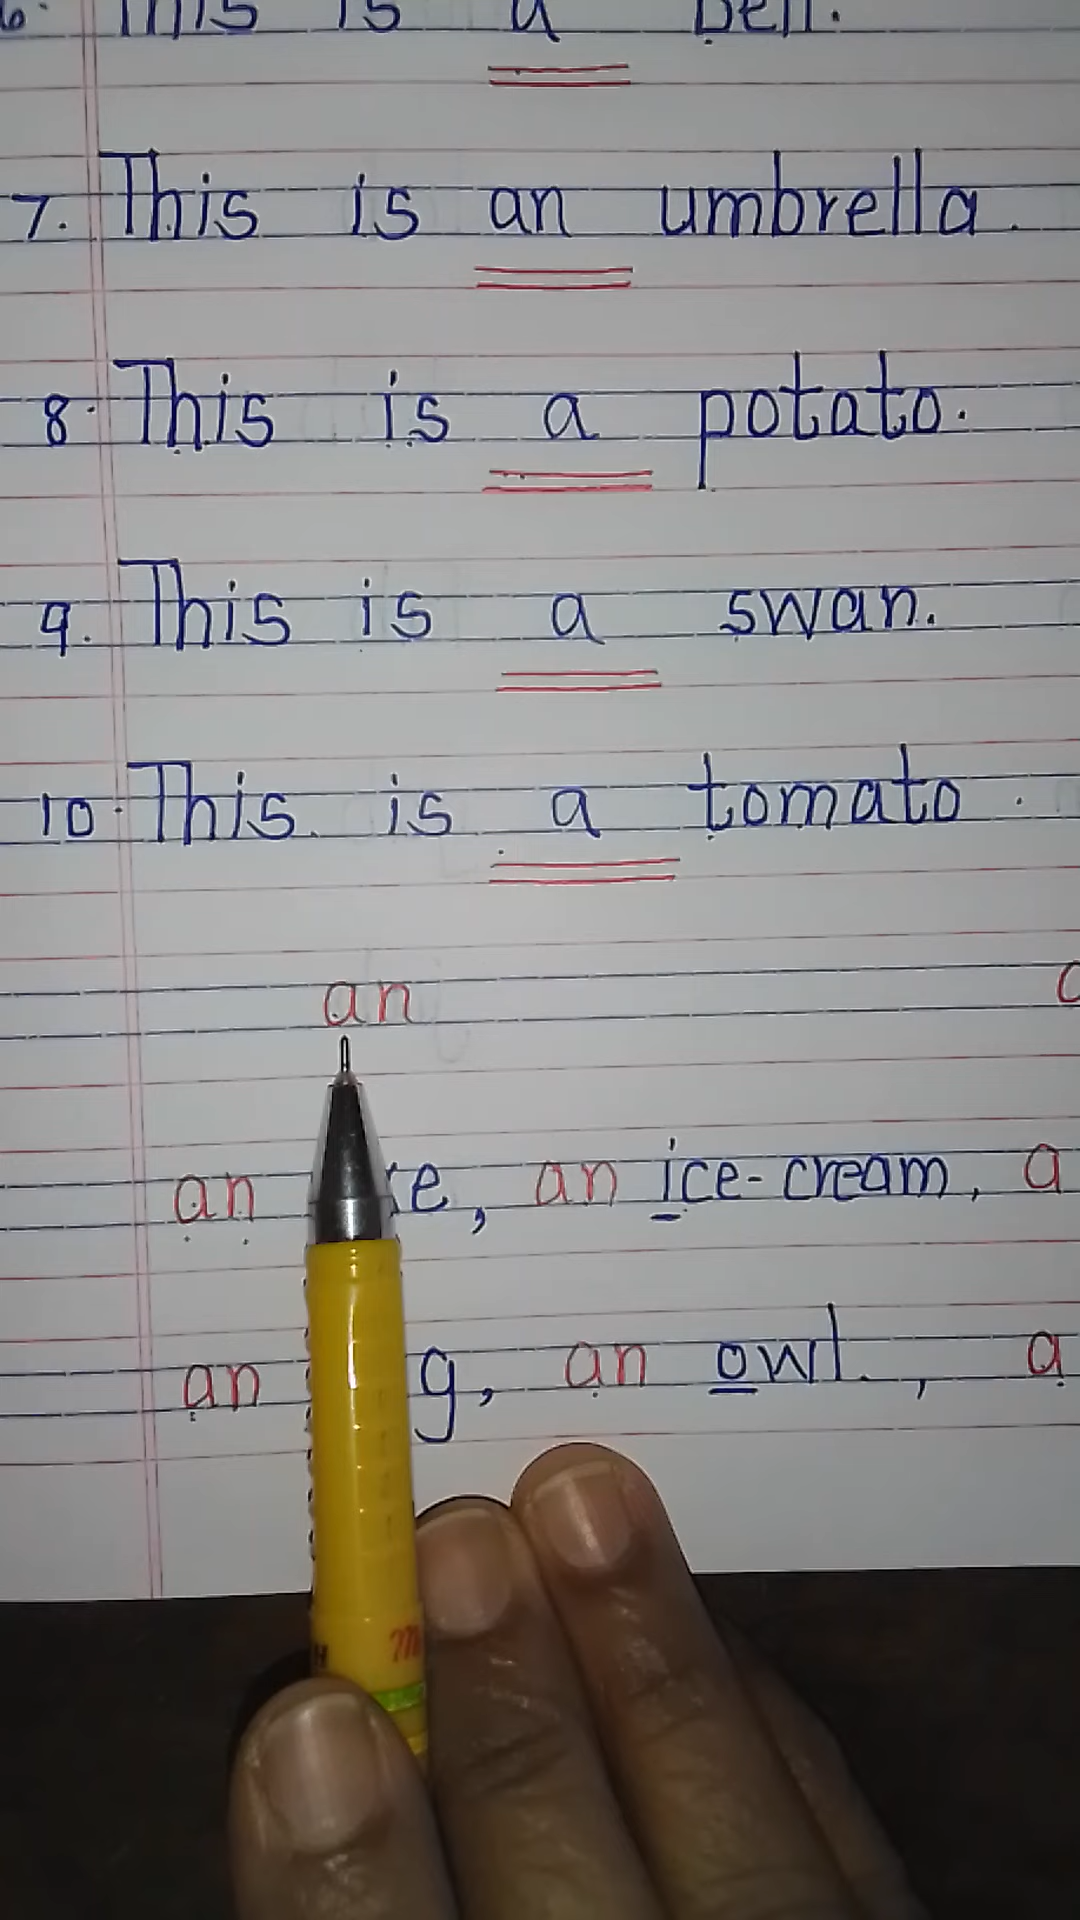 6. This is a bell.
7. This is an umbrella.
8. This is a potato.
9. This is a swan.
10. This is a tomato.
an
an , an ice-cream, a
an , an owl, a